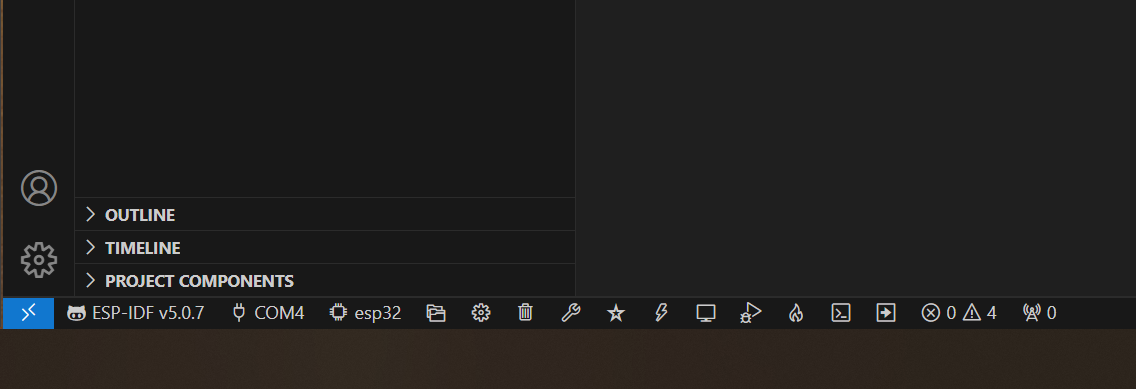 OUTLINE
TIMELINE
PROJECT COMPONENTS
ESP-IDF v5.0.7 COM4 esp32 0 4 0